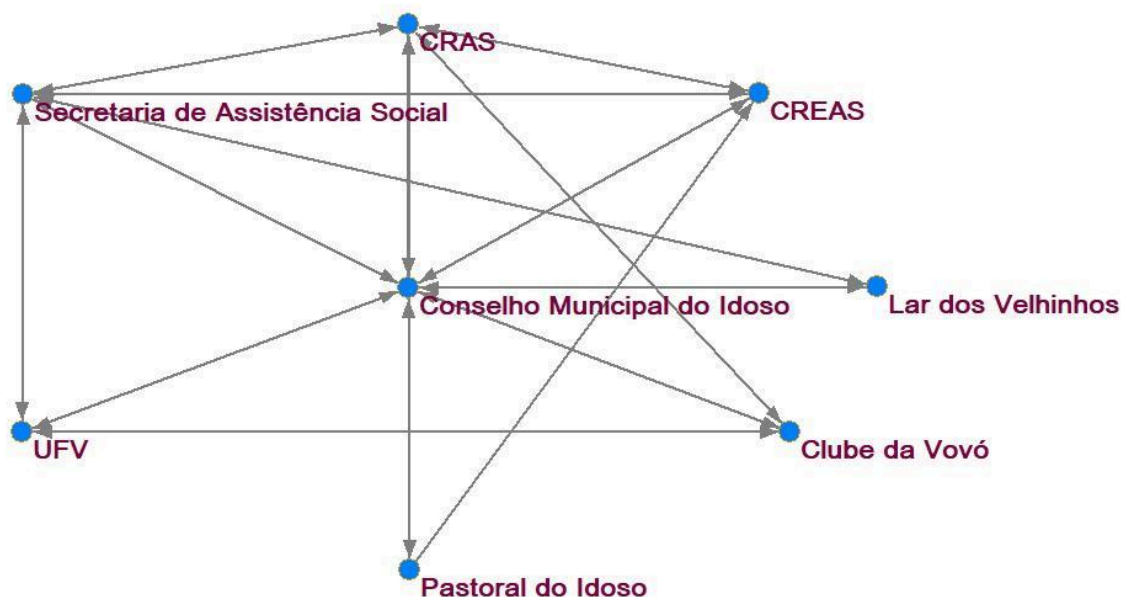 CRAS
Secretaria de Assistência Social
CREAS
Conselho Municipal do Idoso
Lar dos Velhinhos
UFV
Clube da Vovó
Pastoral do Idoso